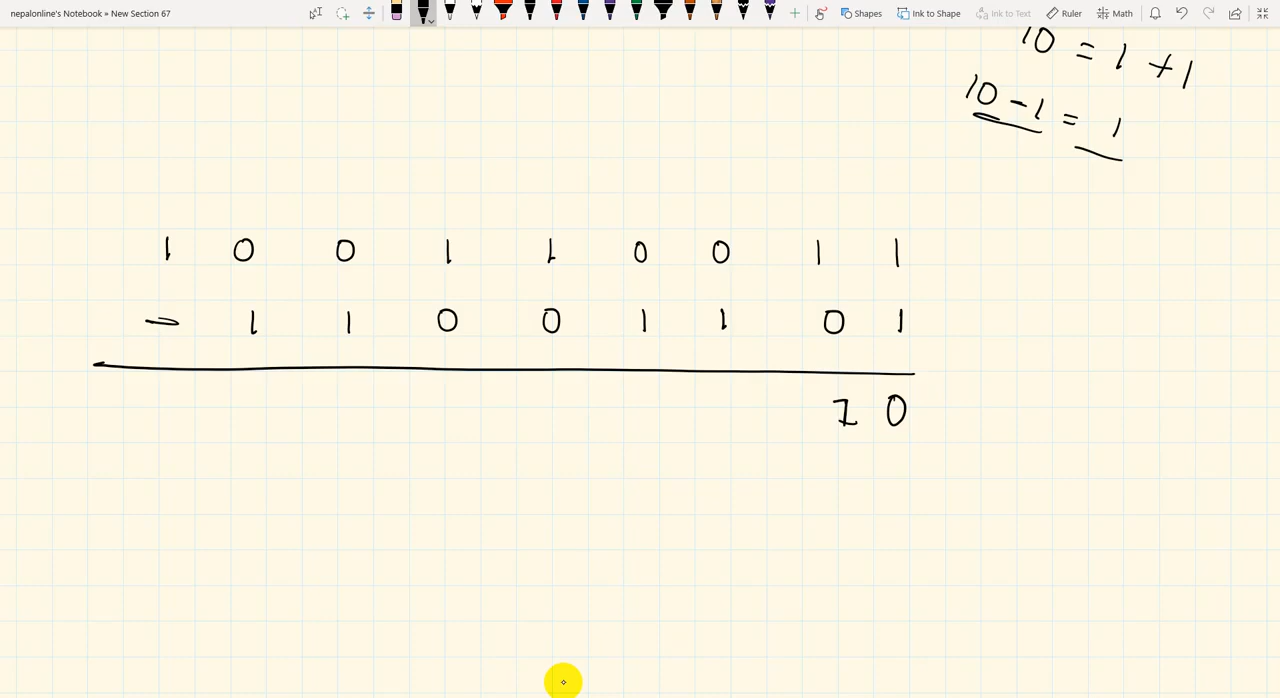 nepalonline's Notebook » New Section 67
Shapes Ink to Shape Ink to Text Ruler Math
10 = 1 + 1
10 - 1 = 1
1 0 0 1 1 0 0 1 1
- 1 1 0 0 1 1 0 1
1 0